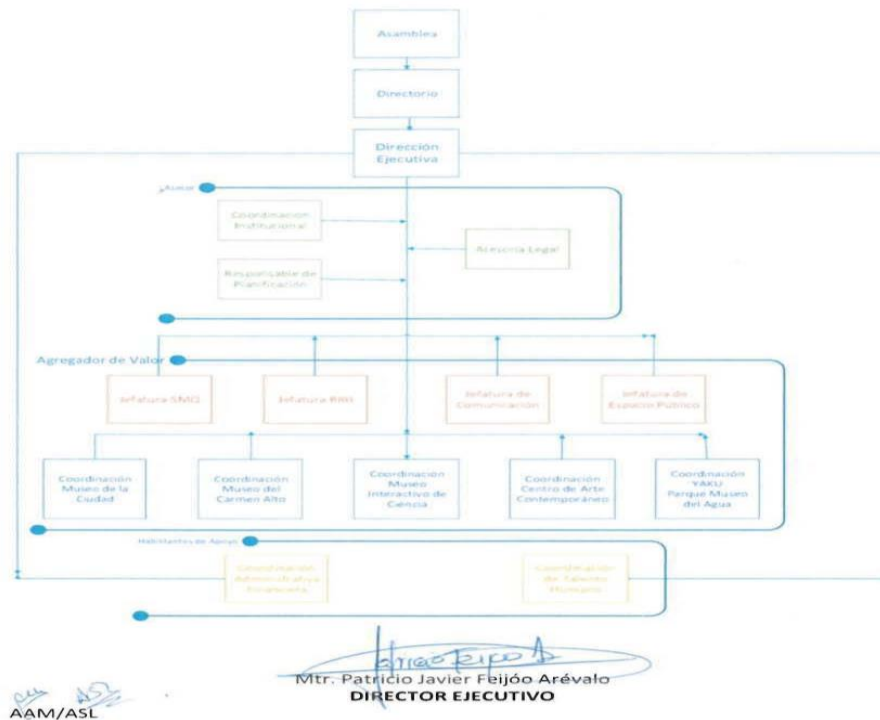 Asamblea
Directorio
Dirección
Ejecutiva
Asesor
Coordinación
Institucional
Asesoría Legal
Responsable de
Planificación
Agregador de Valor
Jefatura SMQ
Jefatura
Jefatura de
Comunicación
Jefatura de
Espacio Público
Coordinación
Museo de la
Ciudad
Coordinación
Museo del
Carmen Alto
Coordinación
Museo
Interactivo de
Ciencia
Coordinación
Centro de Arte
Contemporáneo
Coordinación
YAKU
Parque Museo
del Agua
Habilitantes de Apoyo
Coordinación
Administrativa
Financiera
Coordinación
de Talento
Humano
Mtr. Patricio Javier Feijóo Arévalo
DIRECTOR EJECUTIVO
AAM/ASL